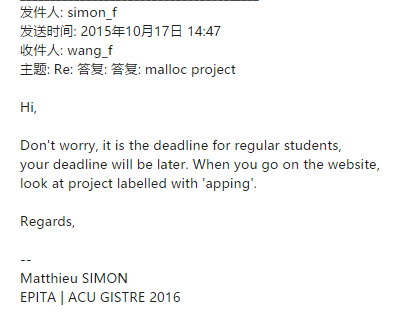 发件人: simon_f
发送时间: 2015年10月17日 14:47
收件人: wang_f
主题: Re: 答复: 答复: malloc project
Hi,
Don't worry, it is the deadline for regular students,
your deadline will be later. When you go on the website,
look at project labelled with 'apping'.
Regards,
--
Matthieu SIMON
EPITA | ACU GISTRE 2016